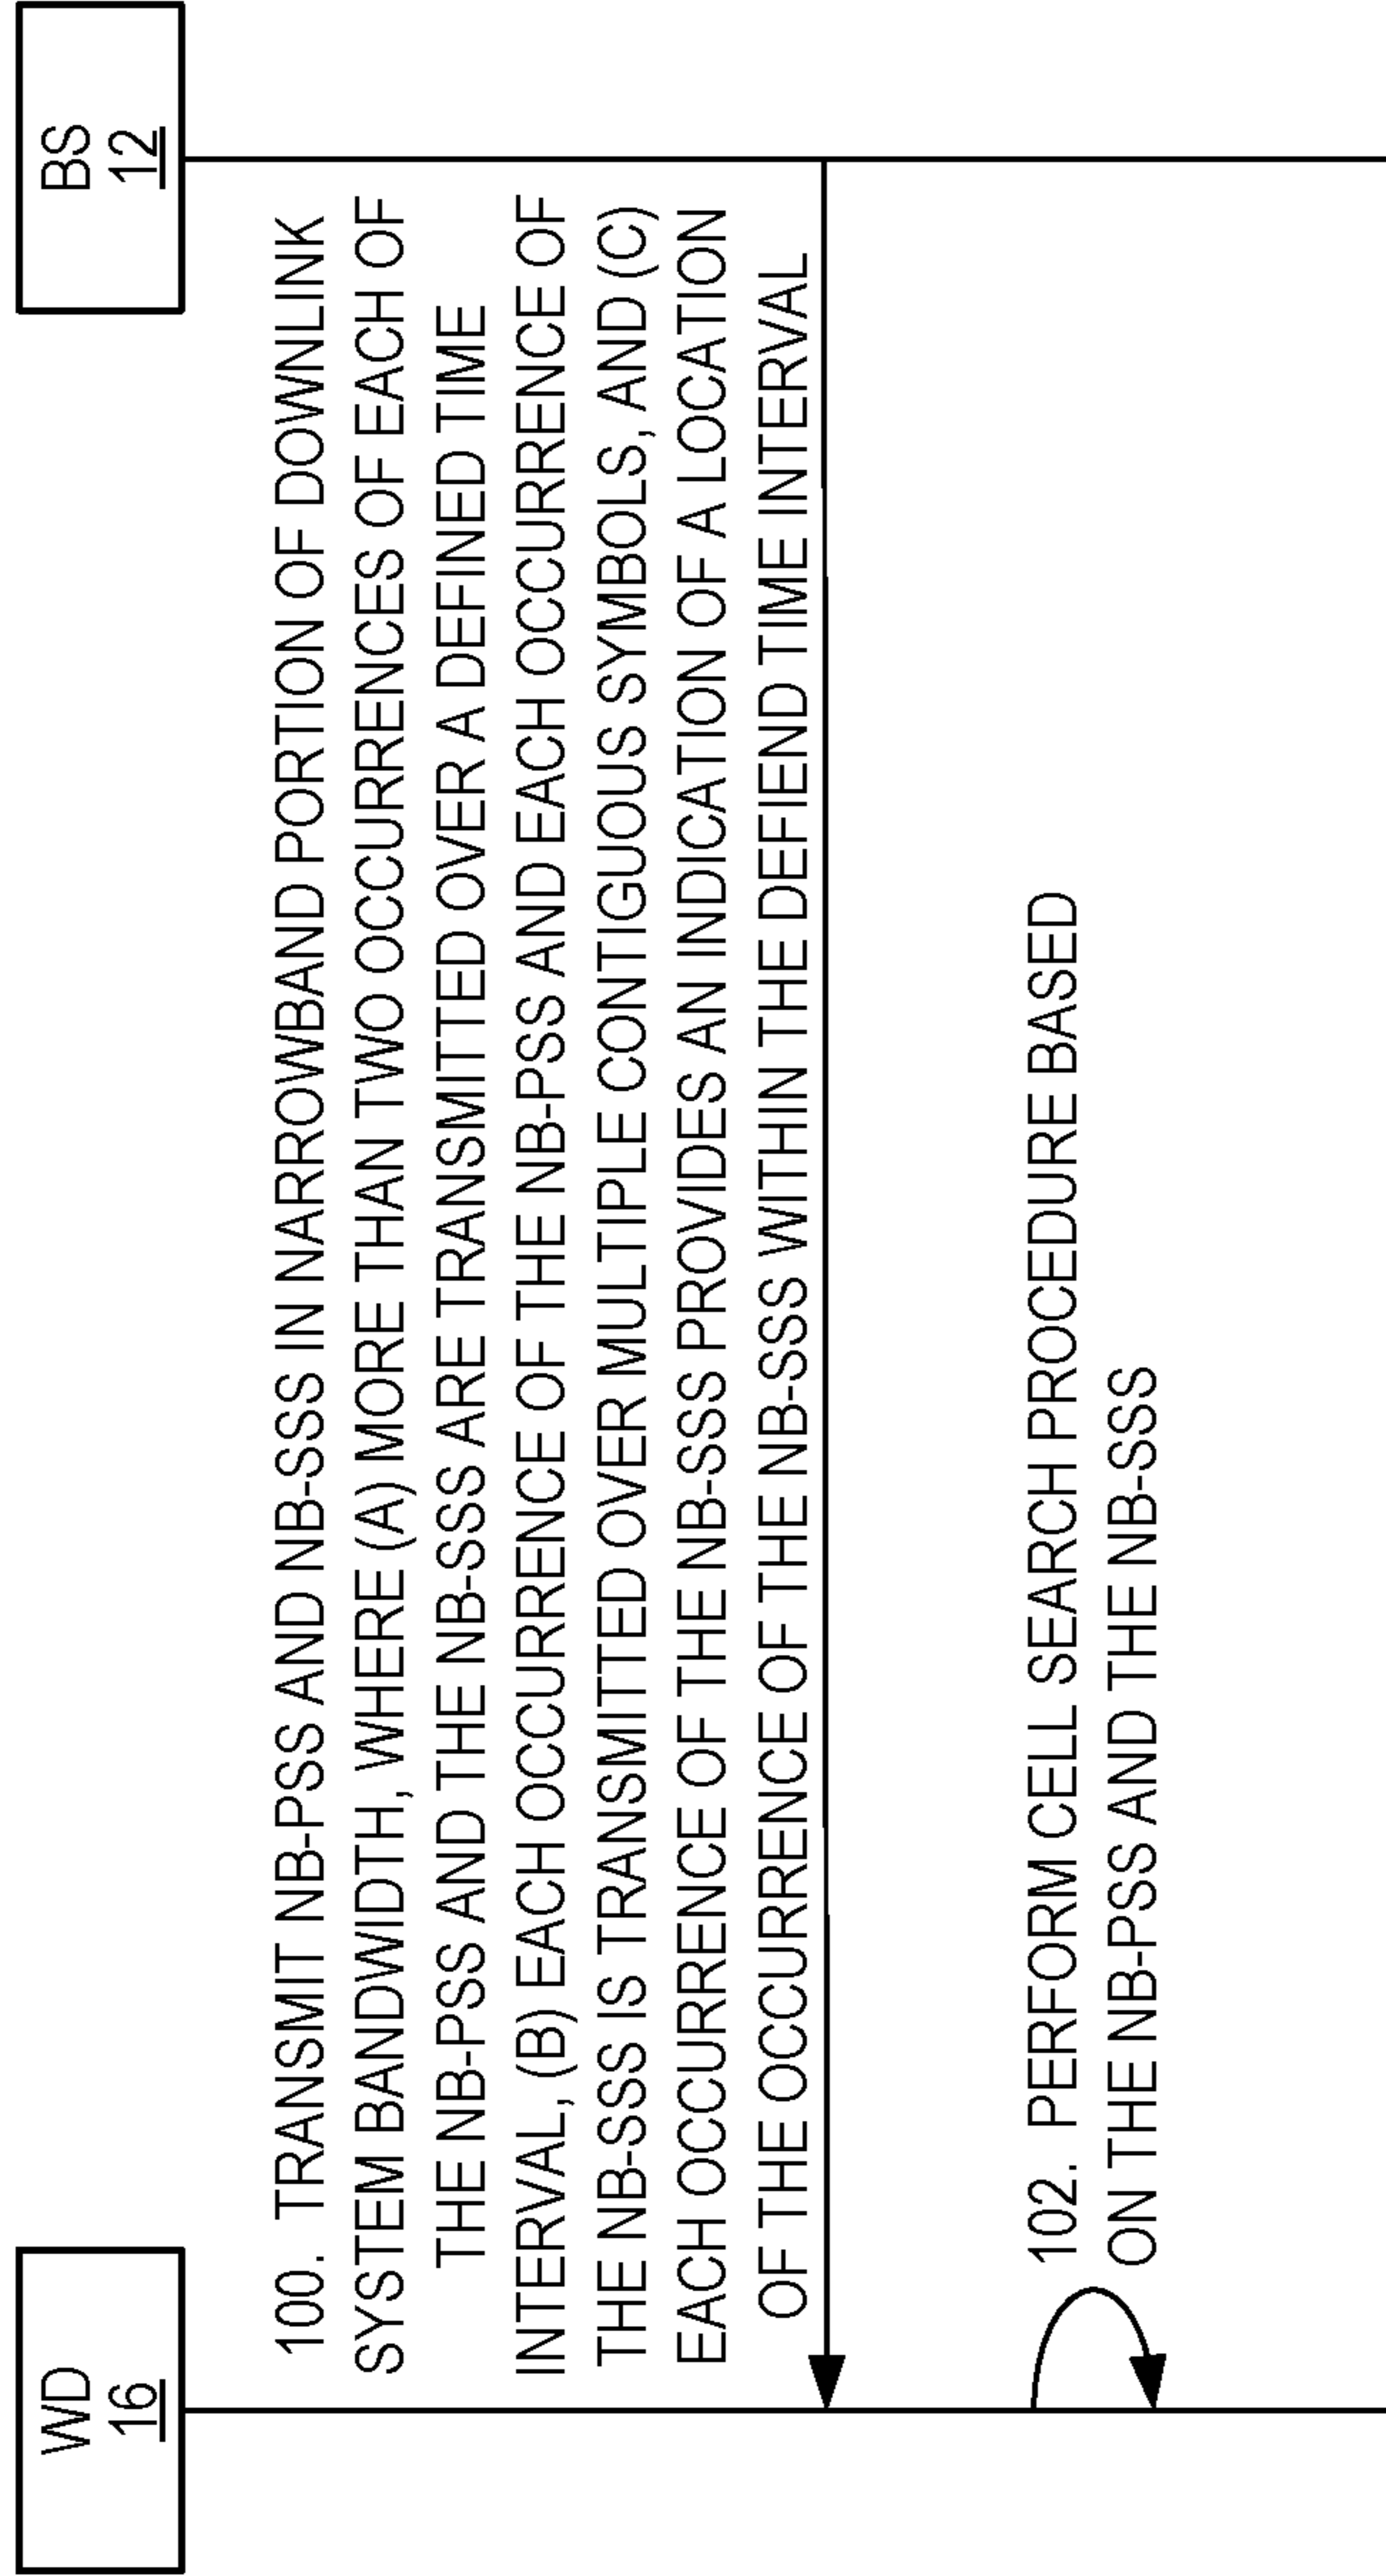 WD
16
BS
12
100. TRANSMIT NB-PSS AND NB-SSS IN NARROWBAND PORTION OF DOWNLINK
SYSTEM BANDWIDTH, WHERE (A) MORE THAN TWO OCCURRENCES OF EACH OF
THE NB-PSS AND THE NB-SSS ARE TRANSMITTED OVER A DEFINED TIME
INTERVAL, (B) EACH OCCURRENCE OF THE NB-PSS AND EACH OCCURRENCE OF
THE NB-SSS IS TRANSMITTED OVER MULTIPLE CONTIGUOUS SYMBOLS, AND (C)
EACH OCCURRENCE OF THE NB-SSS PROVIDES AN INDICATION OF A LOCATION
OF THE OCCURRENCE OF THE NB-SSS WITHIN THE DEFIEND TIME INTERVAL
102. PERFORM CELL SEARCH PROCEDURE BASED
ON THE NB-PSS AND THE NB-SSS